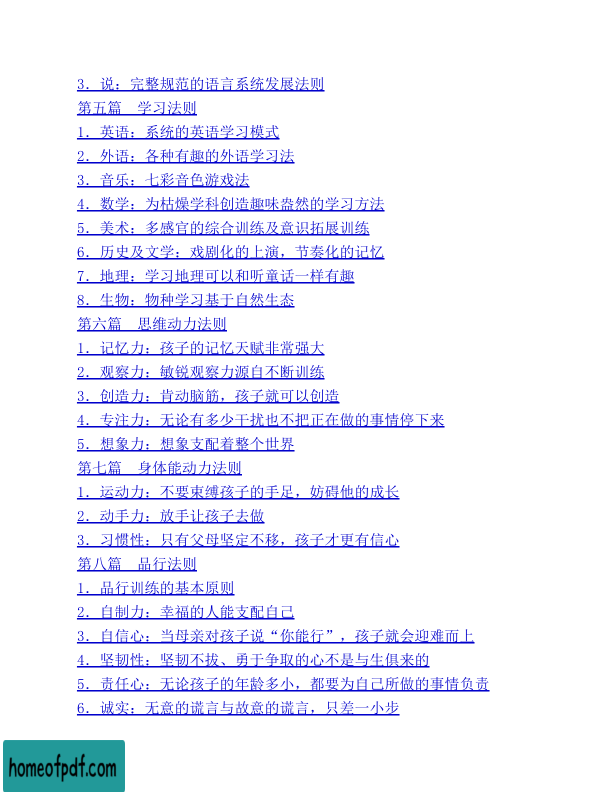 3. 说：完整规范的语言系统发展法则
第五篇　学习法则
1. 英语：系统的英语学习模式
2. 外语：各种有趣的外语学习法
3. 音乐：七彩音色游戏法
4. 数学：为枯燥学科创造趣味盎然的学习方法
5. 美术：多感官的综合训练及意识拓展训练
6. 历史及文学：戏剧化的上演，节奏化的记忆
7. 地理：学习地理可以和听童话一样有趣
8. 生物：物种学习基于自然生态
第六篇　思维动力法则
1. 记忆力：孩子的记忆天赋非常强大
2. 观察力：敏锐观察力源自不断训练
3. 创造力：肯动脑筋，孩子就可以创造
4. 专注力：无论有多少干扰也不把正在做的事情停下来
5. 想象力：想象支配着整个世界
第七篇　身体能动力法则
1. 运动力：不要束缚孩子的手足，妨碍他的成长
2. 动手力：放手让孩子去做
3. 习惯性：只有父母坚定不移，孩子才更有信心
第八篇　品行法则
1. 品行训练的基本原则
2. 自制力：幸福的人能支配自己
3. 自信心：当母亲对孩子说“你能行”，孩子就会迎难而上
4. 坚韧性：坚韧不拔、勇于争取的心不是与生俱来的
5. 责任心：无论孩子的年龄多小，都要为自己所做的事情负责
6. 诚实：无意的谎言与故意的谎言，只差一小步
homeofpdf.com